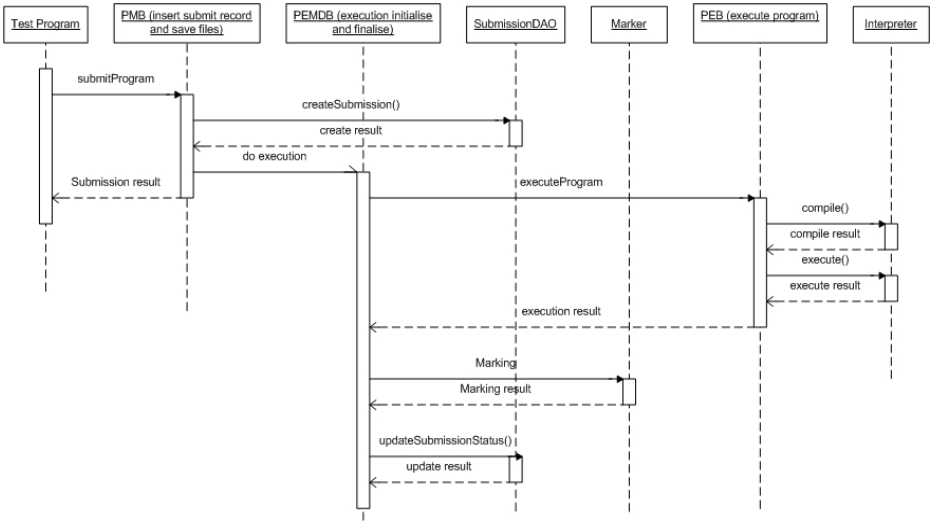 Test Program
PMB (insert submit record
and save files)
PEMDB (execution initialise
and finalise)
SubmissionDAO
Marker
PEB (execute program)
Interpreter
submitProgram
createSubmission()
create result
do execution
Submission result
executeProgram
compile()
compile result
execute()
execute result
execution result
Marking
Marking result
updateSubmissionStatus()
update result